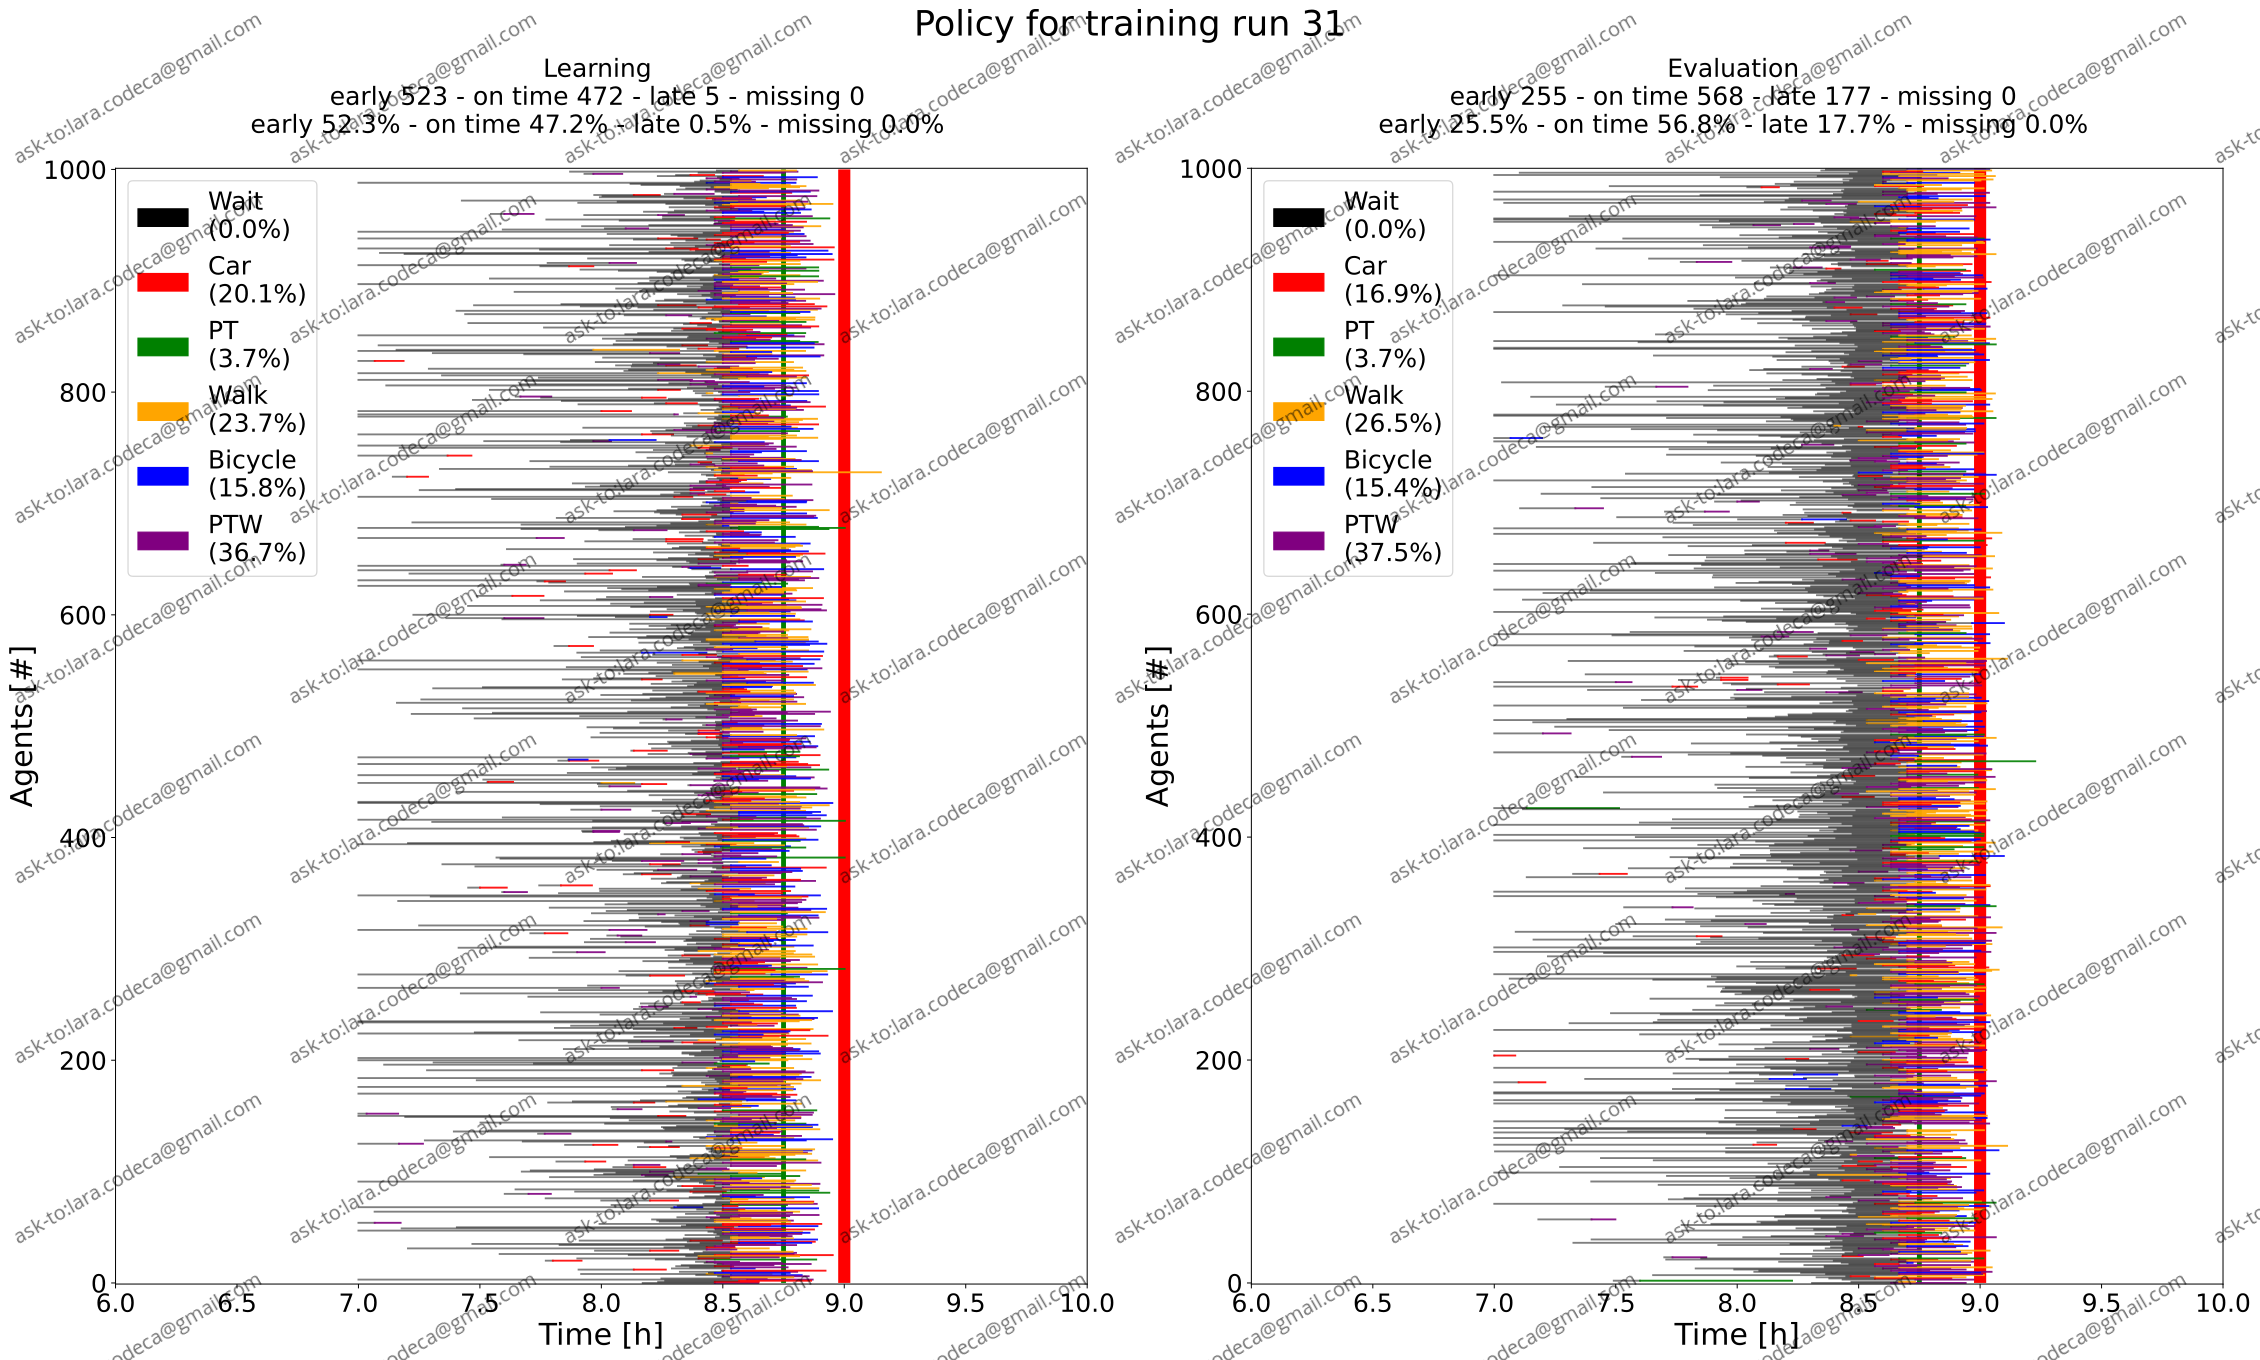 Policy for training run 31
Learning
early 523 - on time 472 - late 5 - missing 0
early 52.3% - on time 47.2% - late 0.5% - missing 0.0%
1000
800
600
400
200
0
Agents [#]
Wait
(0.0%)
Car
(20.1%)
PT
(3.7%)
Walk
(23.7%)
Bicycle
(15.8%)
PTW
(36.7%)
6.0 6.5 7.0 7.5 8.0 8.5 9.0 9.5 10.0
Time [h]
Evaluation
early 255 - on time 568 - late 177 - missing 0
early 25.5% - on time 56.8% - late 17.7% - missing 0.0%
1000
800
600
400
200
0
Agents [#]
Wait
(0.0%)
Car
(16.9%)
PT
(3.7%)
Walk
(26.5%)
Bicycle
(15.4%)
PTW
(37.5%)
6.0 6.5 7.0 7.5 8.0 8.5 9.0 9.5 10.0
Time [h]
ask-to:lara.codeca@gmail.com